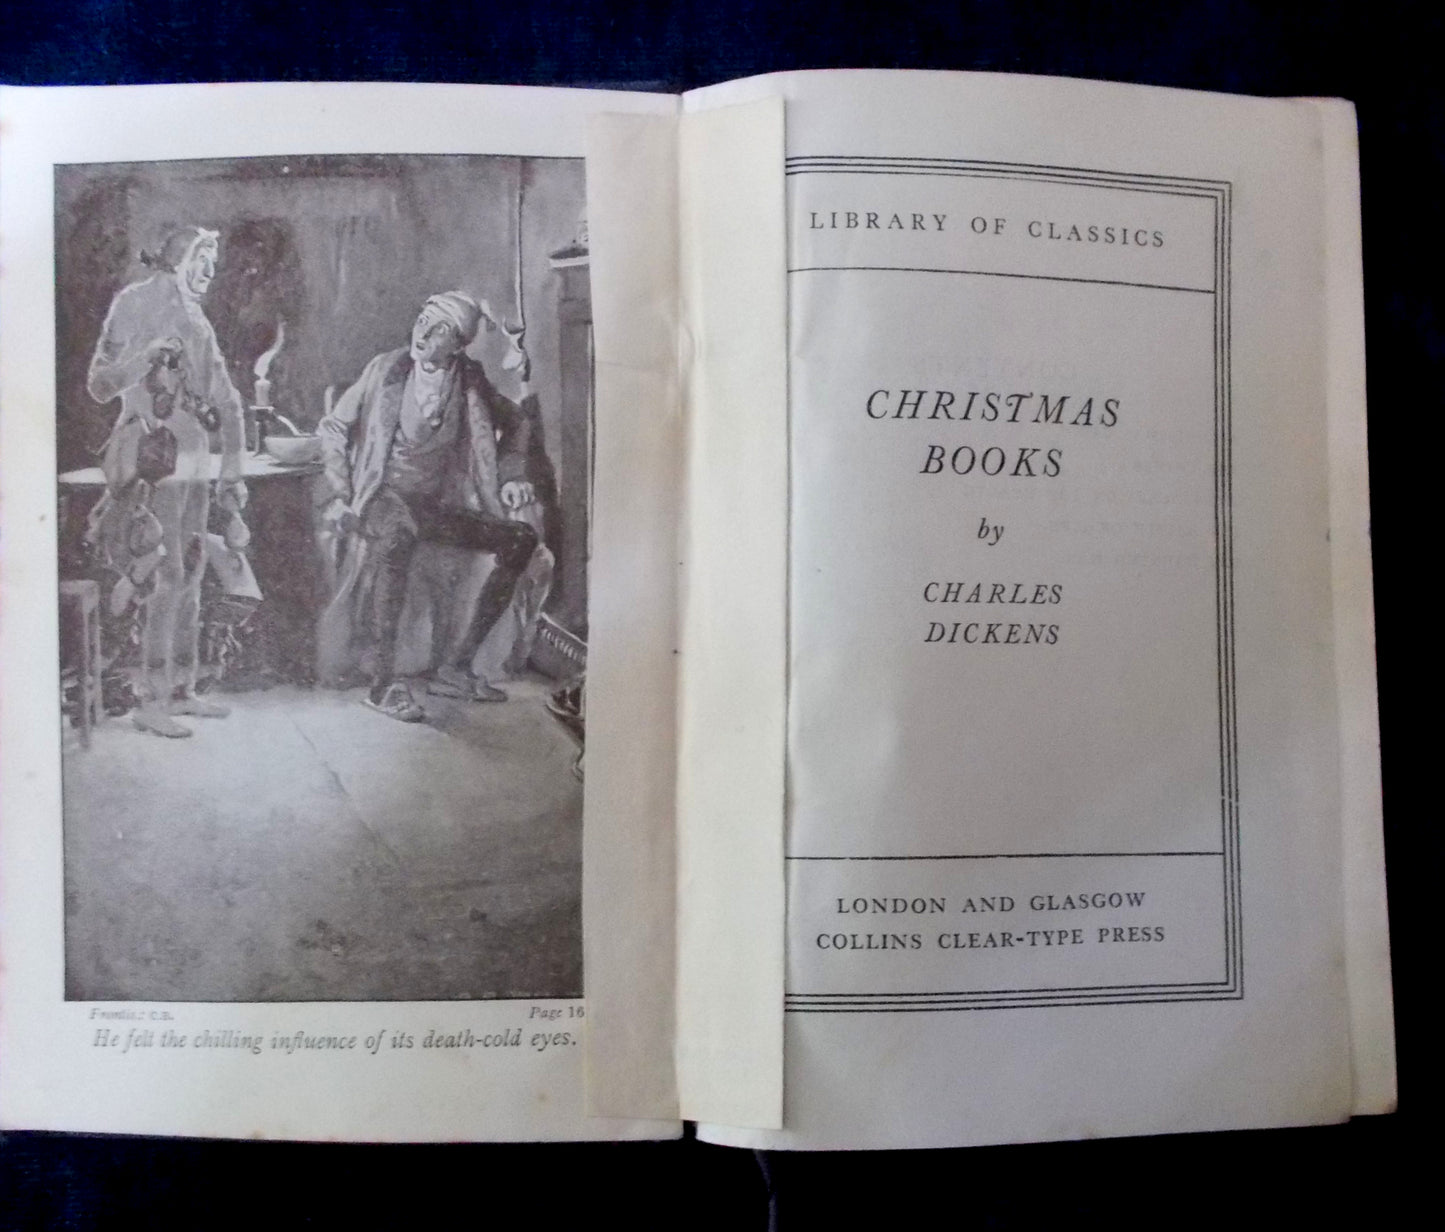 Frontis.: C.B. Page 16
He felt the chilling influence of its death-cold eyes.
LIBRARY OF CLASSICS
CHRISTMAS
BOOKS
by
CHARLES
DICKENS
LONDON AND GLASGOW
COLLINS CLEAR-TYPE PRESS